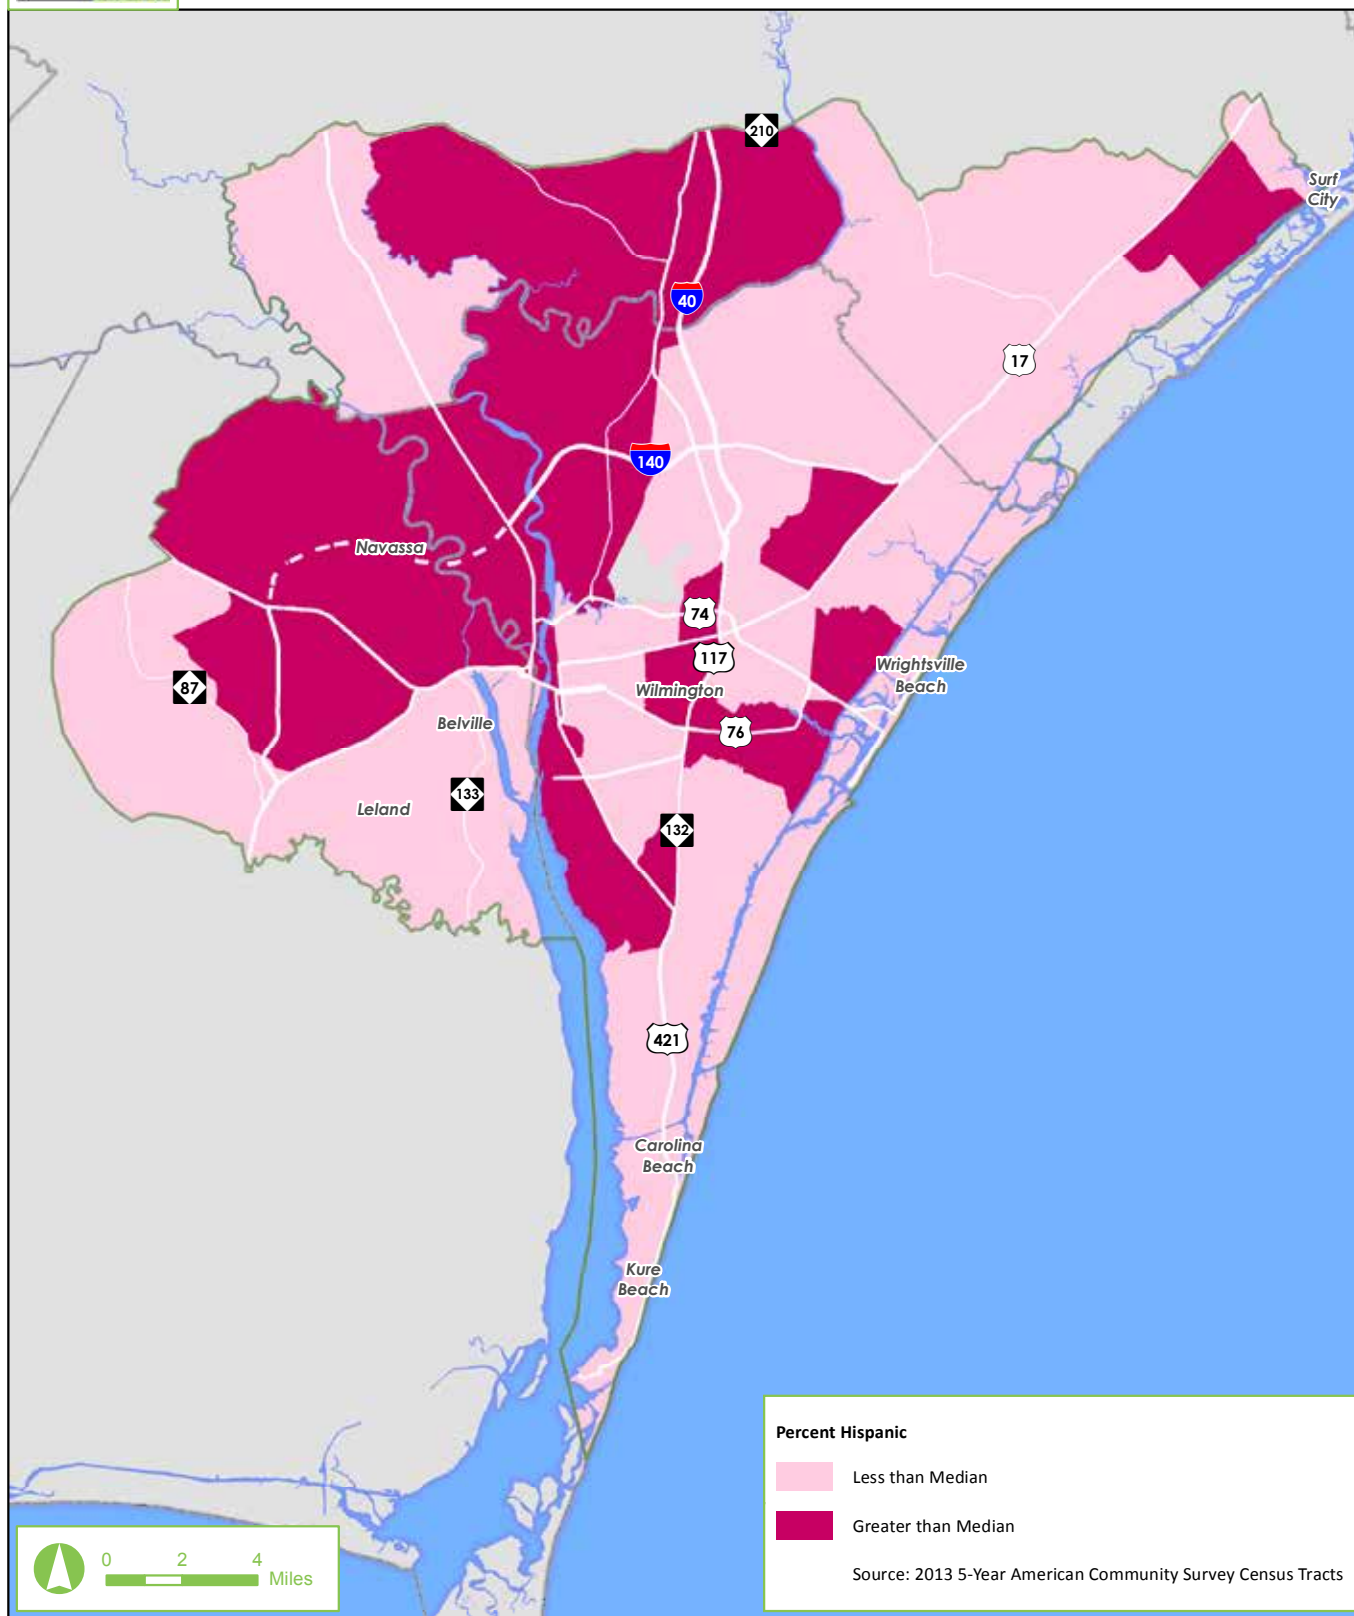 210
Surf
City
40
17
140
Navassa
74
117
Wrightsville
Beach
87
Wilmington
Belville
76
133
Leland
132
421
Carolina
Beach
Kure
Beach
Percent Hispanic
Less than Median
Greater than Median
Source: 2013 5-Year American Community Survey Census Tracts
0 2 4
Miles